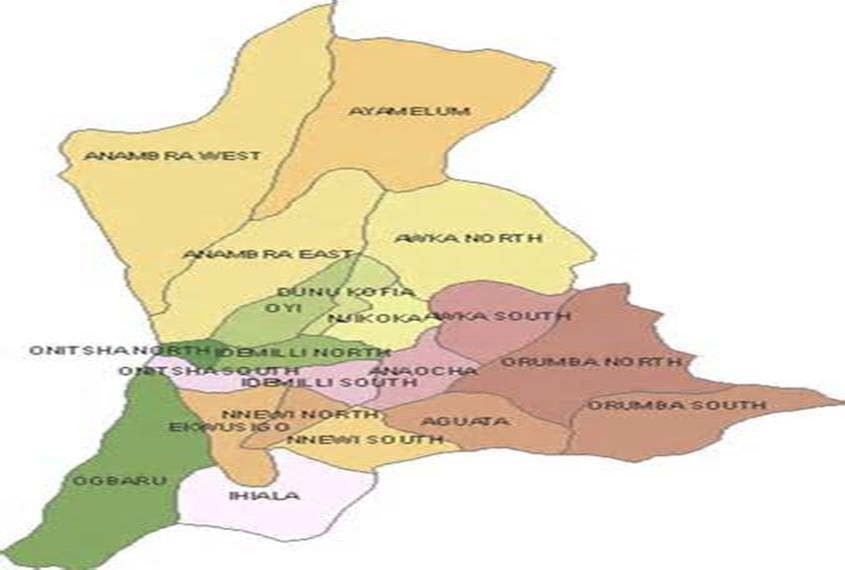 AYAMELUM
ANAMBRA WEST
AWKA NORTH
ANAMBRA EAST
DUNU KOFIA
OYI
NJIKOKA
AWKA SOUTH
ONITSHA NORTH
IDEMILLI NORTH
ORUMBA NORTH
ONITSHA SOUTH
ANAOCHA
IDEMILLI SOUTH
ORUMBA SOUTH
NNEWI NORTH
AGUATA
EKWUSIGO
NNEWI SOUTH
OGBARU
IHIALA